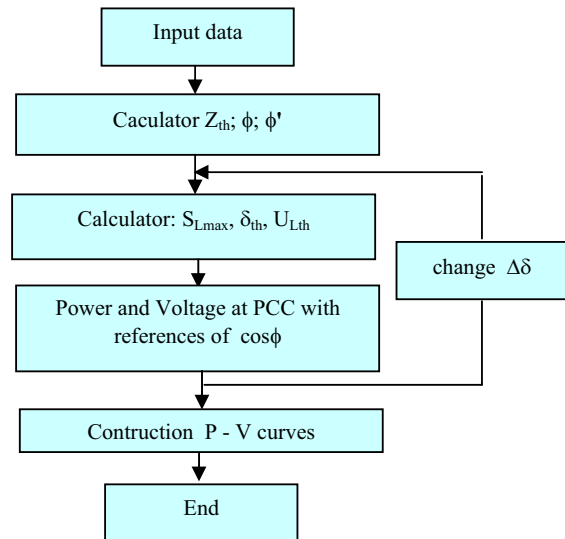 Input data
Caculator Zth; ϕ; ϕ'
Calculator: SLmax, δth, ULth
change Δδ
Power and Voltage at PCC with
references of cosϕ
Contruction P - V curves
End